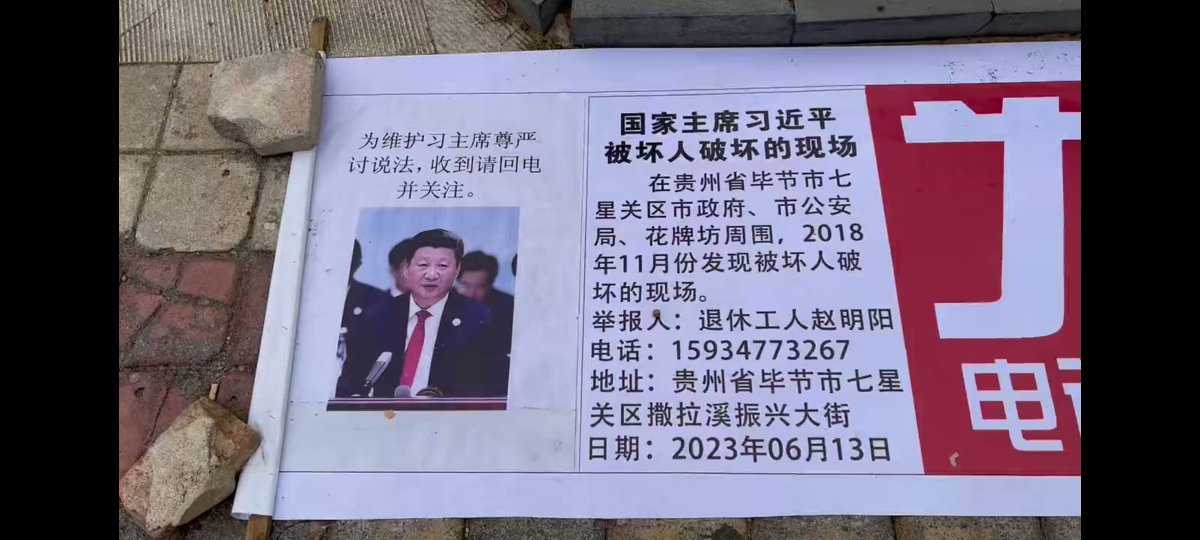 为维护习主席尊严
讨说法，收到请回电
并关注。
国家主席习近平
被坏人破坏的现场
在贵州省毕节市七
星关区市政府、市公安
局、花牌坊周围，2018
年11月份发现被坏人破
坏的现场。
举报人：退休工人赵明阳
电话：15934773267
地址：贵州省毕节市七星
关区撒拉溪振兴大街
日期：2023年06月13日
电